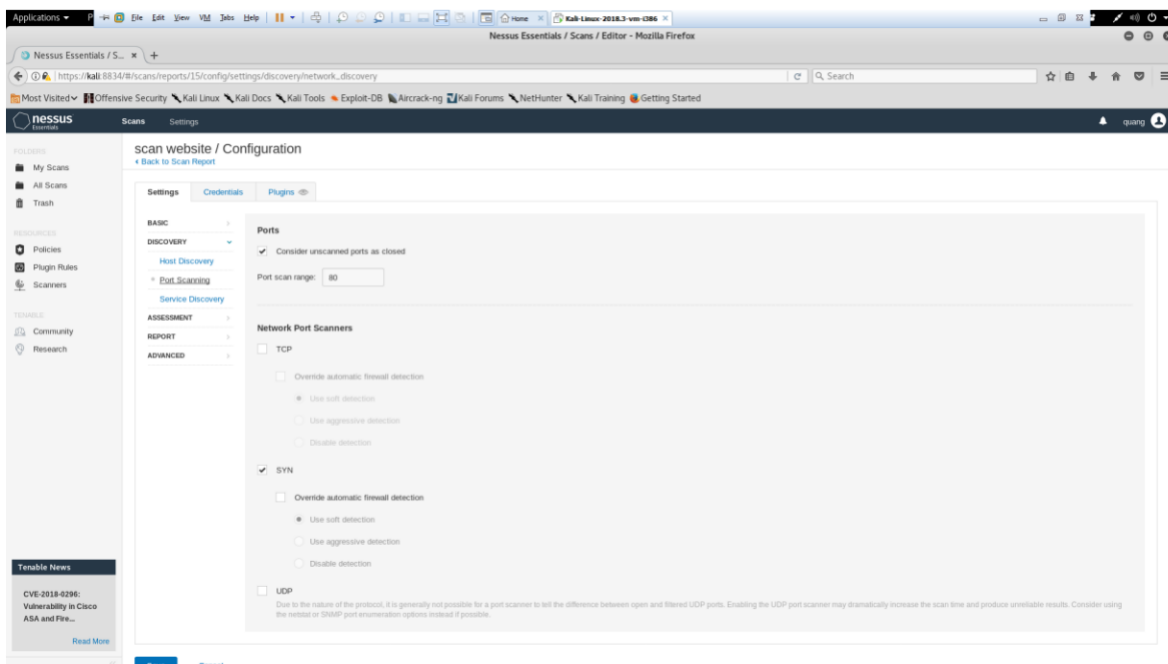 Applications
File Edit View VM Tabs Help
Home
Kali-Linux-2018.3-vm-i386
Nessus Essentials / Scans / Editor - Mozilla Firefox
Nessus Essentials / S...
https://kali:8834/#/scans/reports/15/config/settings/discovery/network_discovery
Search
Most Visited Offensive Security Kali Linux Kali Docs Kali Tools Exploit-DB Aircrack-ng Kali Forums NetHunter Kali Training Getting Started
nessus
Essentials
Scans Settings
quang
FOLDERS
My Scans
All Scans
Trash
RESOURCES
Policies
Plugin Rules
Scanners
TENABLE
Community
Research
Tenable News
CVE-2018-0296:
Vulnerability in Cisco
ASA and Fire...
Read More
scan website / Configuration
Back to Scan Report
Settings Credentials Plugins
BASIC
DISCOVERY
Host Discovery
Port Scanning
Service Discovery
ASSESSMENT
REPORT
ADVANCED
Ports
Consider unscanned ports as closed
Port scan range: 80
Network Port Scanners
TCP
Override automatic firewall detection
Use soft detection
Use aggressive detection
Disable detection
SYN
Override automatic firewall detection
Use soft detection
Use aggressive detection
Disable detection
UDP
Due to the nature of the protocol, it is generally not possible for a port scanner to tell the difference between open and filtered UDP ports. Enabling the UDP port scanner may dramatically increase the scan time and produce unreliable results. Consider using
the netstat or SNMP port enumeration options instead if possible.